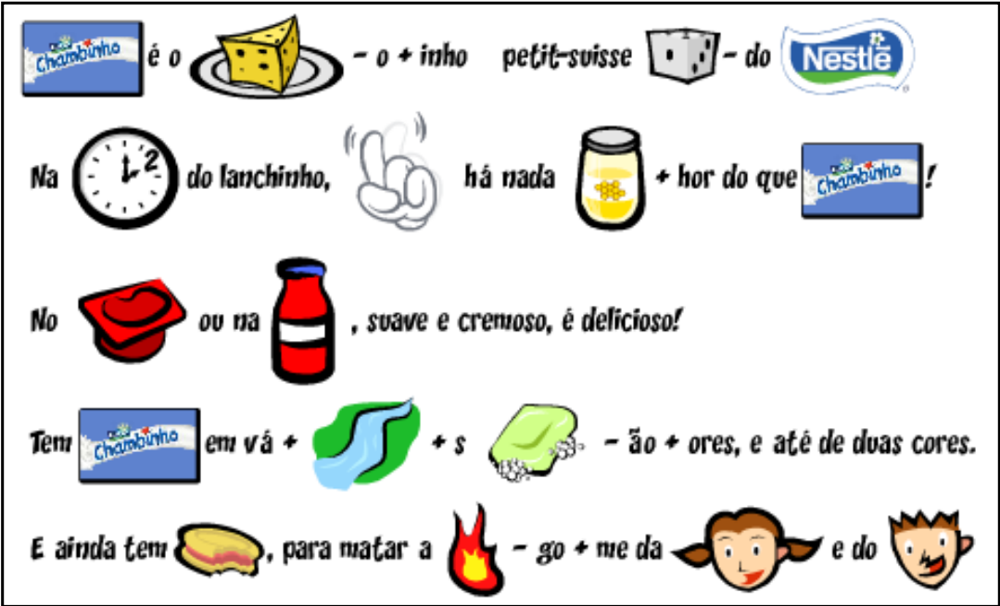 Chambinho é o - o + inho petit-suisse - do Nestlé
Na 2 do lanchinho, há nada + hor do que Chambinho !
No ou na , suave e cremoso, é delicioso!
Tem Chambinho em vá + + s - ão + ores, e até de duas cores.
E ainda tem , para matar a - go + me da e do